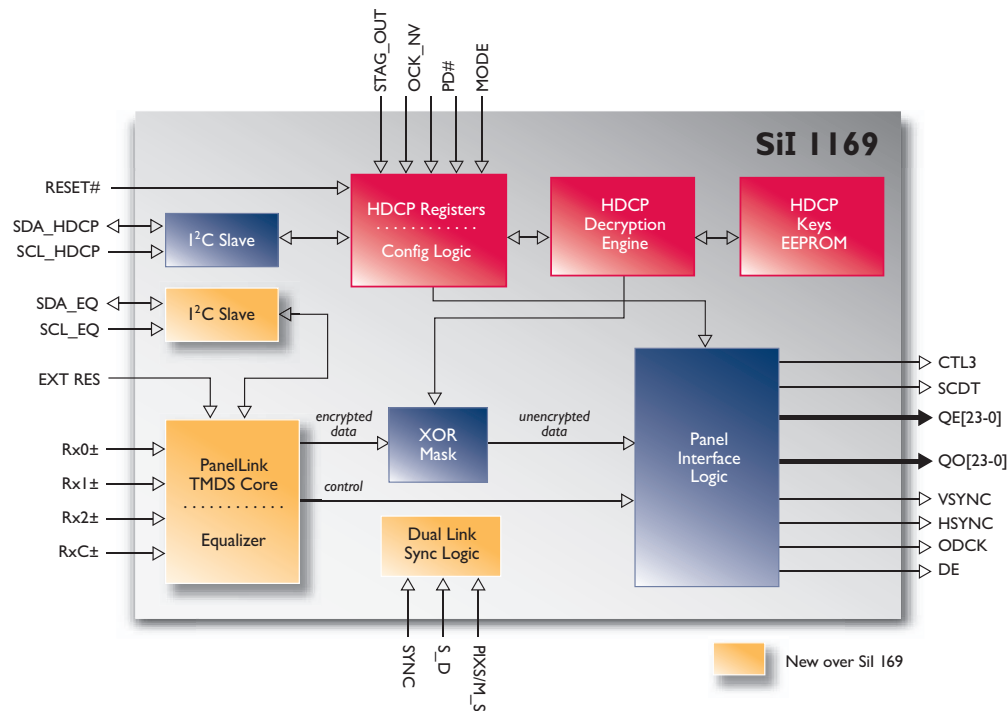 STAG_OUT
OCK_NV
PD#
MODE
SiI 1169
RESET#
SDA_HDCP
SCL_HDCP
I²C Slave
HDCP Registers
Config Logic
HDCP
Decryption
Engine
HDCP
Keys
EEPROM
SDA_EQ
SCL_EQ
I²C Slave
EXT RES
Rx0±
Rx1±
Rx2±
RxC±
PanelLink
TMDS Core
Equalizer
encrypted
data
XOR
Mask
unencrypted
data
control
Panel
Interface
Logic
CTL3
SCDT
QE[23-0]
QO[23-0]
VSYNC
HSYNC
ODCK
DE
Dual Link
Sync Logic
SYNC
S_D
PIXS/M_S
New over SiI 169